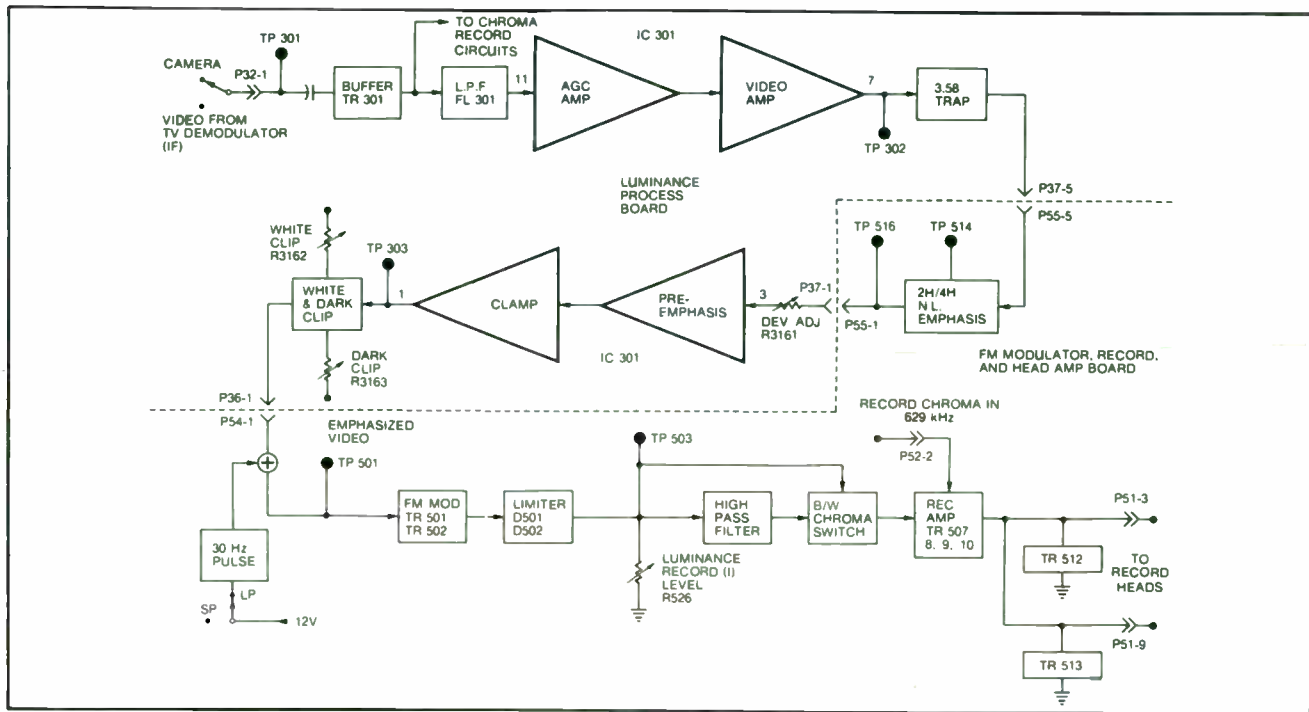 TO CHROMA
RECORD
CIRCUITS
IC 301
TP 301
CAMERA
P32-1
BUFFER
TR 301
L.P.F
FL 301
11
AGC
AMP
VIDEO
AMP
7
3.58
TRAP
VIDEO FROM
TV DEMODULATOR
(IF)
TP 302
LUMINANCE
PROCESS
BOARD
P37-5
P55-5
WHITE
CLIP
R3162
TP 303
TP 516
TP 514
WHITE
& DARK
CLIP
1
CLAMP
PRE-
EMPHASIS
3
P37-1
DEV ADJ
R3161
P55-1
2H/4H
N.L.
EMPHASIS
IC 301
DARK
CLIP
R3163
FM MODULATOR, RECORD,
AND HEAD AMP BOARD
P36-1
P54-1
EMPHASIZED
VIDEO
RECORD CHROMA IN
629 kHz
P52-2
TP 501
TP 503
+
FM MOD
TR 501
TR 502
LIMITER
D501
D502
HIGH
PASS
FILTER
B/W
CHROMA
SWITCH
REC
AMP
TR 507
8, 9, 10
P51-3
30 Hz
PULSE
LUMINANCE
RECORD (I)
LEVEL
R526
TR 512
TO
RECORD
HEADS
LP
SP
12V
P51-9
TR 513